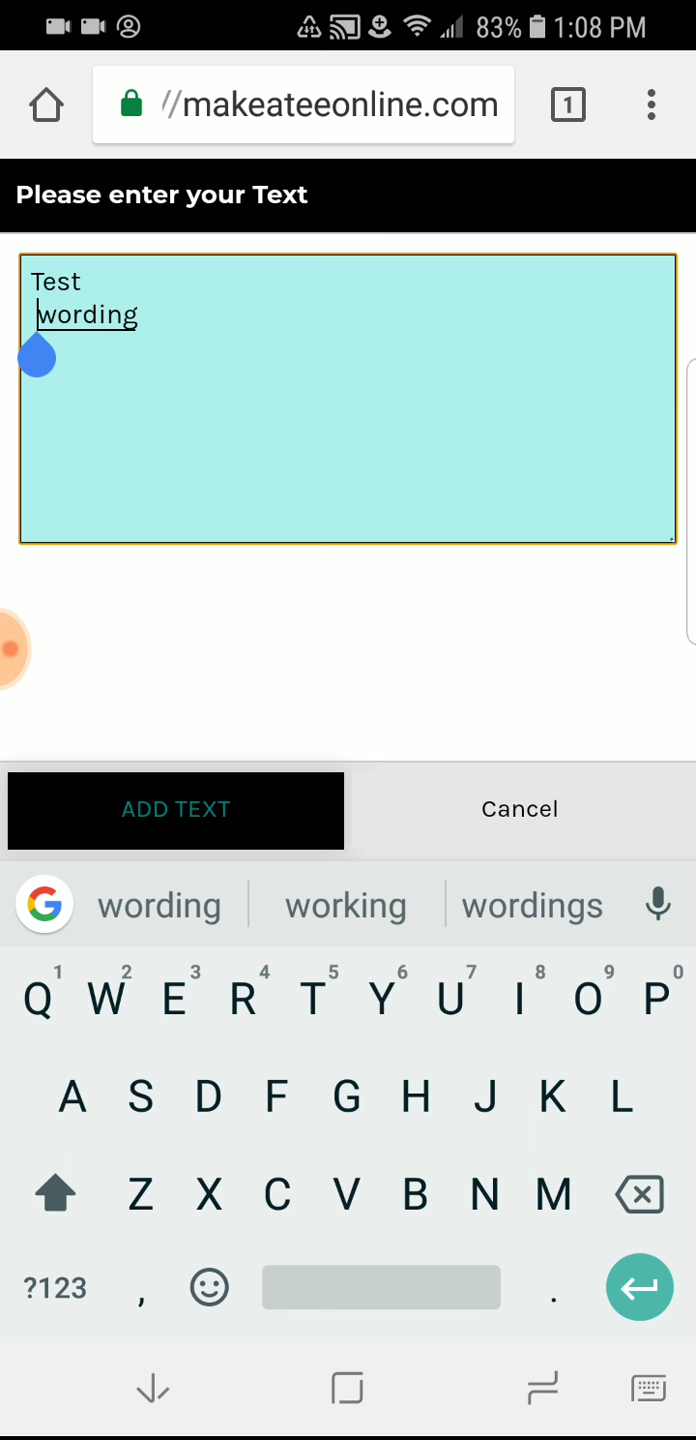 83% 1:08 PM
//makeateeonline.com 1
Please enter your Text
Test
wording
ADD TEXT Cancel
G wording working wordings
1 2 3 4 5 6 7 8 9 0
Q W E R T Y U I O P
A S D F G H J K L
Z X C V B N M
?123 , .